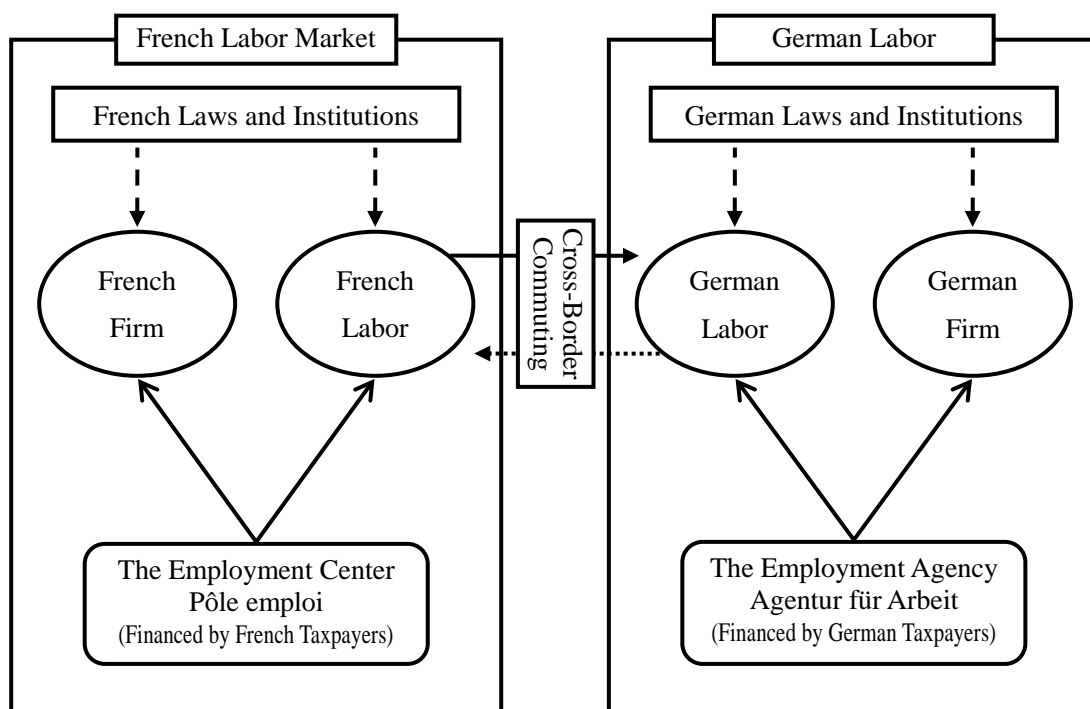 French Labor Market
French Laws and Institutions
French
Firm
French
Labor
The Employment Center
Pôle emploi
(Financed by French Taxpayers)
Cross-Border
Commuting
German Labor
German Laws and Institutions
German
Labor
German
Firm
The Employment Agency
Agentur für Arbeit
(Financed by German Taxpayers)